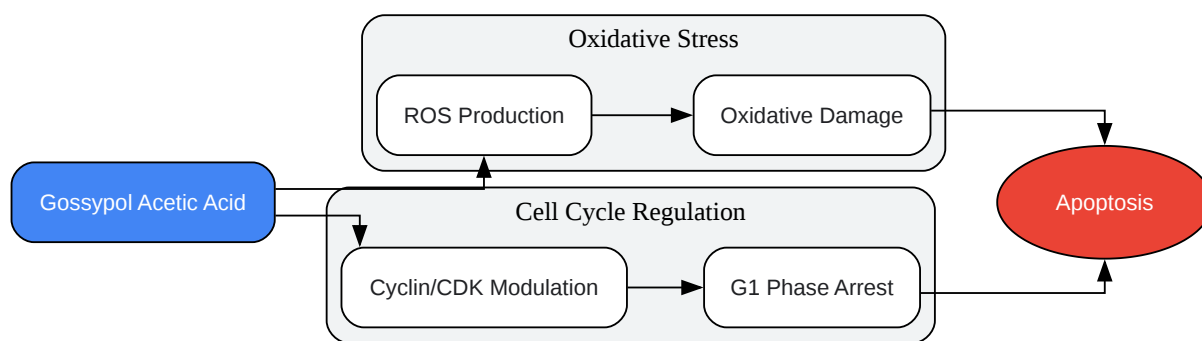 Oxidative Stress
ROS Production
Oxidative Damage
Gossypol Acetic Acid
Apoptosis
Cell Cycle Regulation
Cyclin/CDK Modulation
G1 Phase Arrest